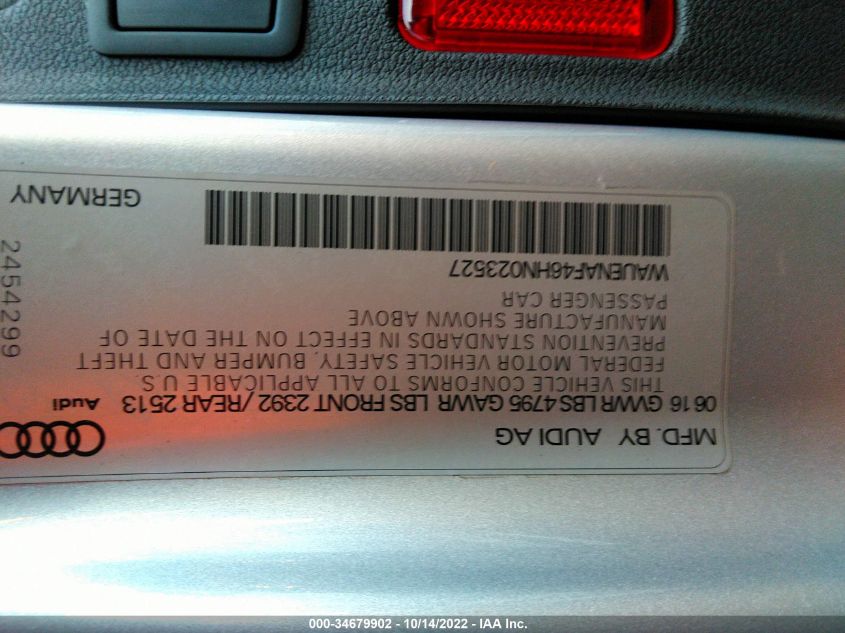 MFD. BY AUDI AG
06 16 GVWR LBS 4795 GAWR LBS FRONT 2392 / REAR 2513
Audi
THIS VEHICLE CONFORMS TO ALL APPLICABLE U.S.
FEDERAL MOTOR VEHICLE SAFETY, BUMPER AND THEFT
PREVENTION STANDARDS IN EFFECT ON THE DATE OF
MANUFACTURE SHOWN ABOVE
PASSENGER CAR
WAUENAF46HN023527
GERMANY
2454299
000-34679902 - 10/14/2022 - IAA Inc.